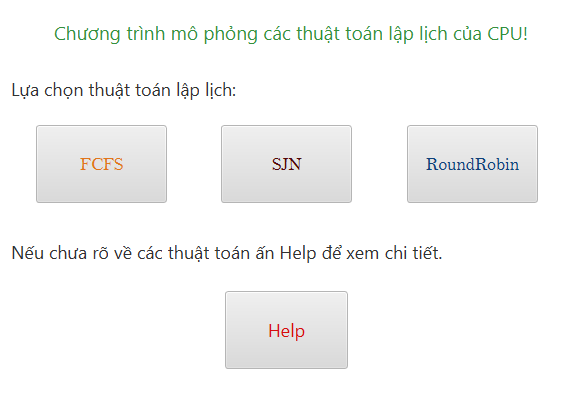 Chương trình mô phỏng các thuật toán lập lịch của CPU!
Lựa chọn thuật toán lập lịch:
FCFS
SJN
RoundRobin
Nếu chưa rõ về các thuật toán ấn Help để xem chi tiết.
Help